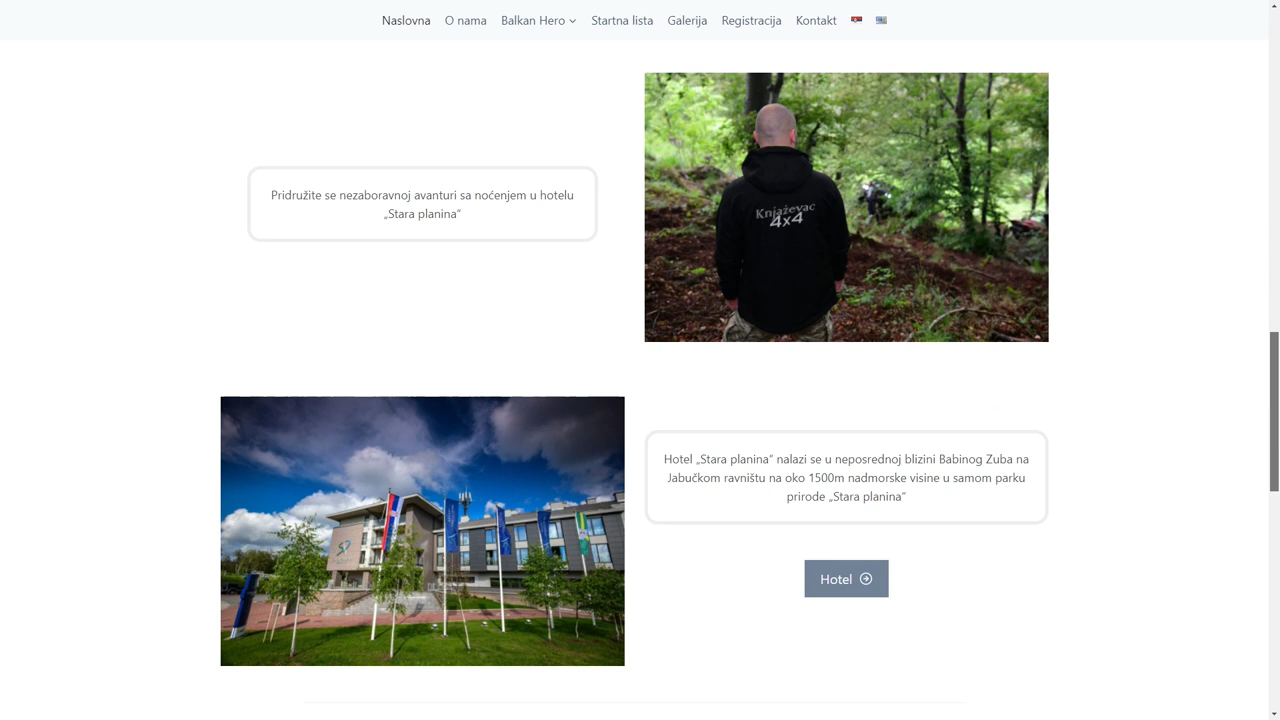 Naslovna O nama Balkan Hero Startna lista Galerija Registracija Kontakt
Pridružite se nezaboravnoj avanturi sa noćenjem u hotelu
„Stara planina“
Knjaževac
4x4
Hotel „Stara planina“ nalazi se u neposrednoj blizini Babinog Zuba na
Jabučkom ravništu na oko 1500m nadmorske visine u samom parku
prirode „Stara planina“
Hotel